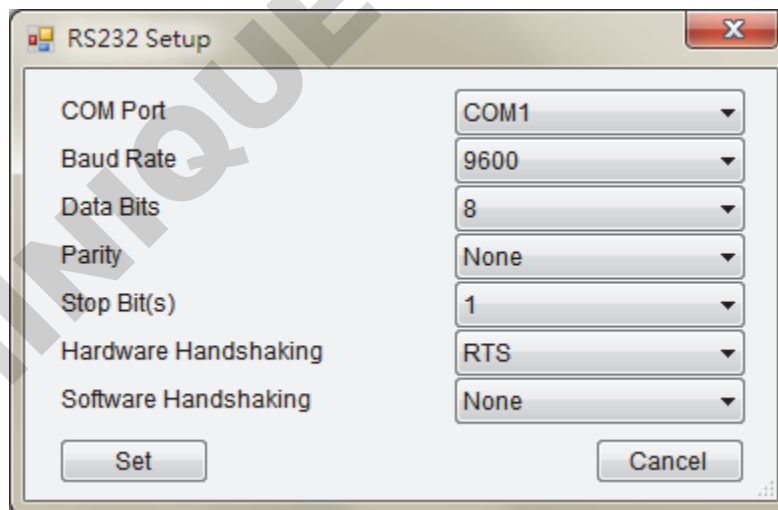 RS232 Setup
COM Port COM1
Baud Rate 9600
Data Bits 8
Parity None
Stop Bit(s) 1
Hardware Handshaking RTS
Software Handshaking None
Set Cancel